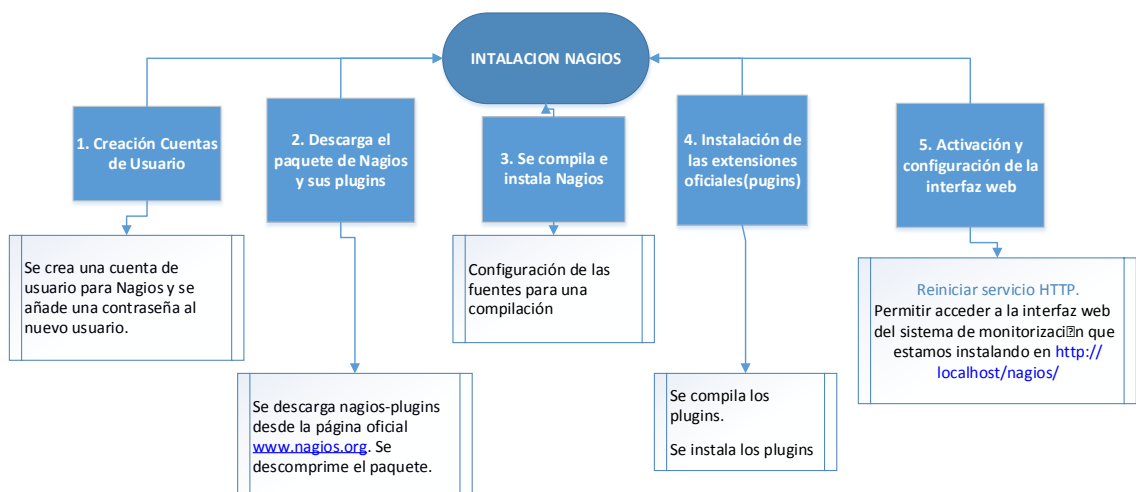 INTALACION NAGIOS
1. Creación Cuentas
de Usuario
2. Descarga el
paquete de Nagios
y sus plugins
3. Se compila e
instala Nagios
4. Instalación de
las extensiones
oficiales(pugins)
5. Activación y
configuración de la
interfaz web
Se crea una cuenta de
usuario para Nagios y se
añade una contraseña al
nuevo usuario.
Se descarga nagios-plugins
desde la página oficial
www.nagios.org. Se
descomprime el paquete.
Configuración de las
fuentes para una
compilación
Se compila los
plugins.
Se instala los plugins
Reiniciar servicio HTTP.
Permitir acceder a la interfaz web
del sistema de monitorizaci�n que
estamos instalando en http://
localhost/nagios/